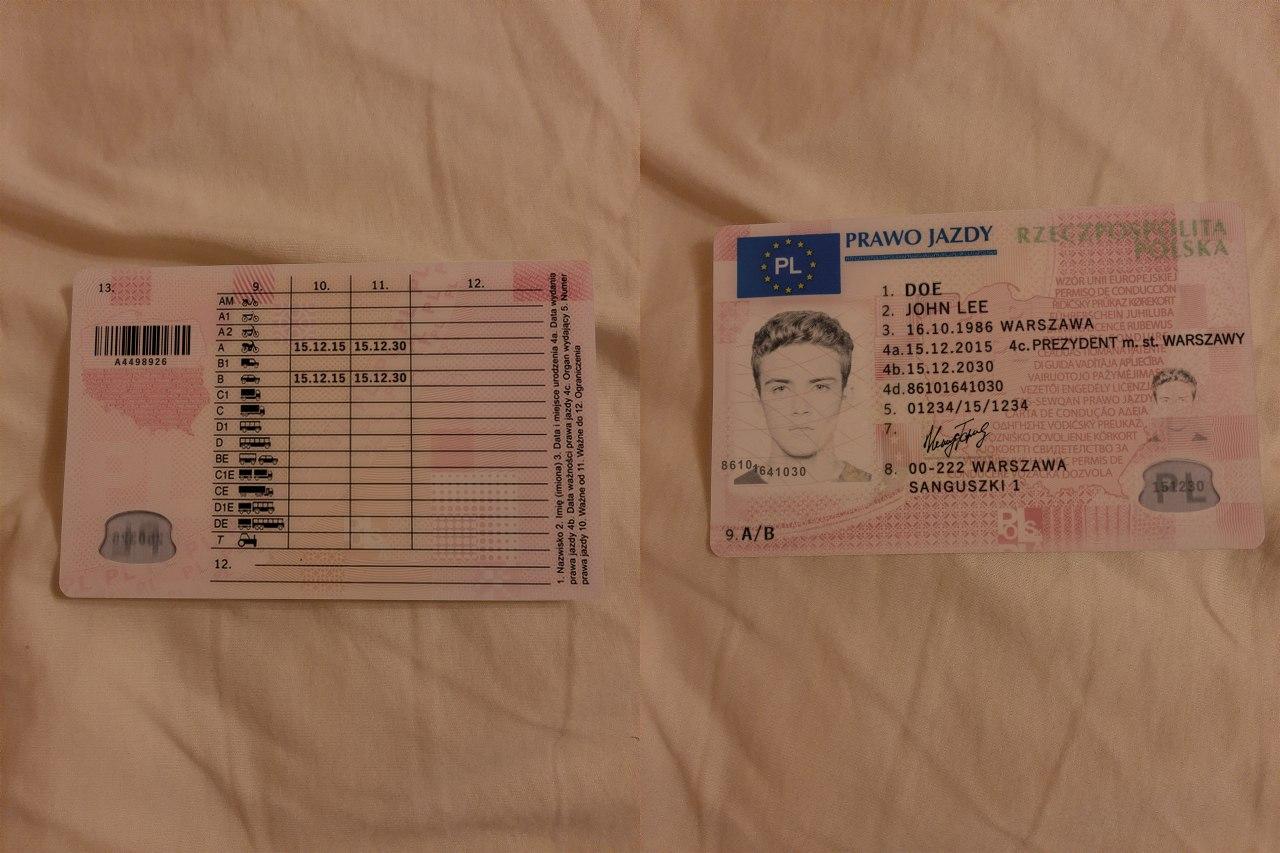 13.
A4498926
9. 10. 11. 12.
AM
A1
A2
A 15.12.15 15.12.30
B1
B 15.12.15 15.12.30
C1
C
D1
D
BE
C1E
CE
D1E
DE
T
12.
1. Nazwisko 2. Imię (imiona) 3. Data i miejsce urodzenia 4a. Data wydania
prawa jazdy 4b. Data ważności prawa jazdy 4c. Organ wydający 5. Numer
prawa jazdy 10. Ważne od 11. Ważne do 12. Ograniczenia
PL
PRAWO JAZDY
RZECZPOSPOLITA
POLSKA
WZÓR UNII EUROPEJSKIEJ
PERMISO DE CONDUCCIÓN
1. DOE
2. JOHN LEE
3. 16.10.1986 WARSZAWA
4a. 15.12.2015 4c. PREZYDENT m. st. WARSZAWY
4b. 15.12.2030
4d. 86101641030
5. 01234/15/1234
7.
8. 00-222 WARSZAWA
SANGUSZKI 1
86101641030
PL
151230
9. A/B